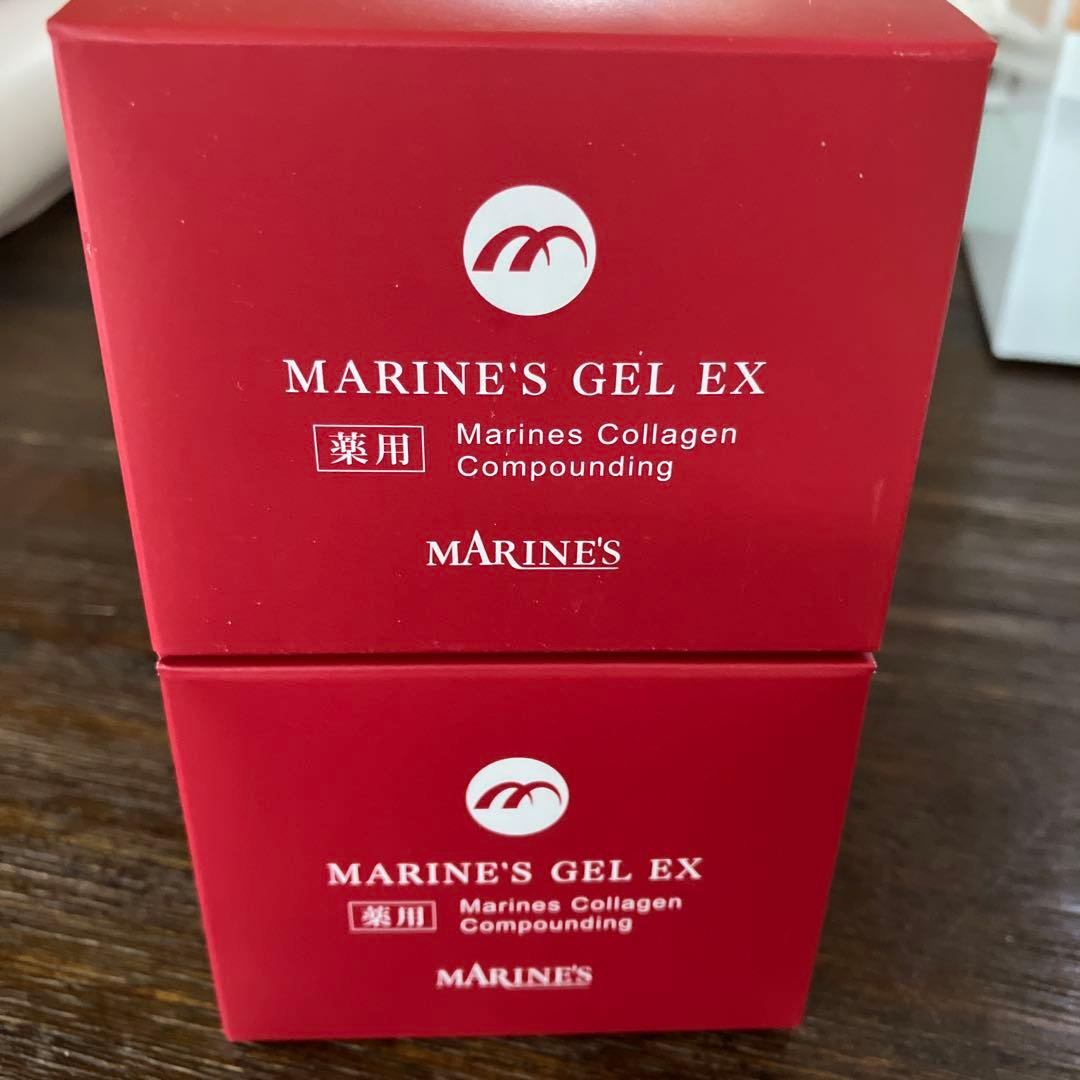 MARINE'S GEL EX
薬用 Marines Collagen
Compounding
MARINE'S
MARINE'S GEL EX
薬用 Marines Collagen
Compounding
MARINE'S